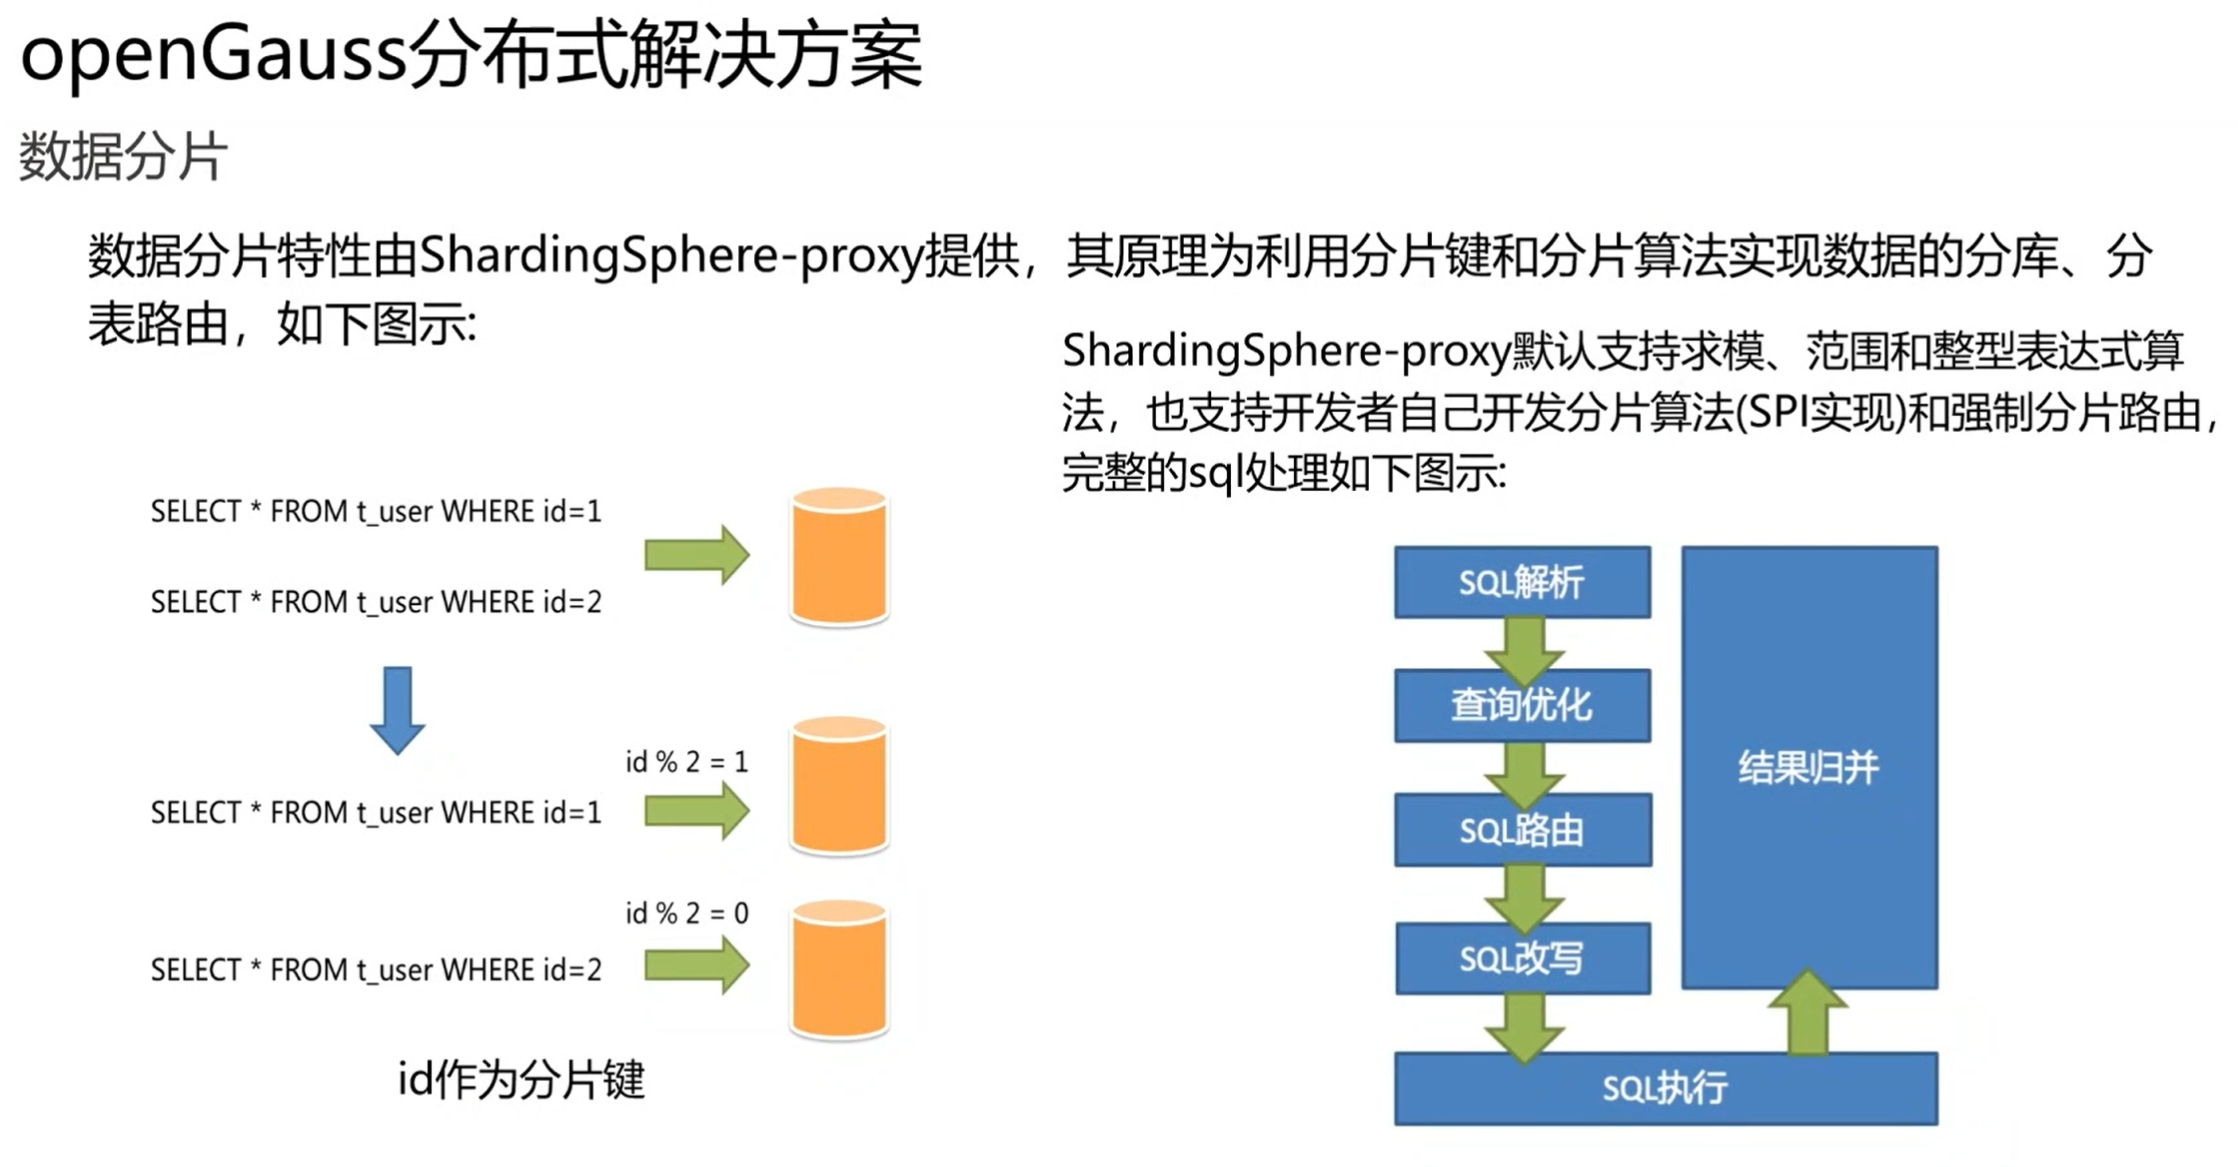 openGauss分布式解决方案
数据分片
数据分片特性由ShardingSphere-proxy提供，其原理为利用分片键和分片算法实现数据的分库、分
表路由，如下图示:
ShardingSphere-proxy默认支持求模、范围和整型表达式算
法，也支持开发者自己开发分片算法(SPI实现)和强制分片路由，
完整的sql处理如下图示:
SELECT * FROM t_user WHERE id=1
SELECT * FROM t_user WHERE id=2
id % 2 = 1
SELECT * FROM t_user WHERE id=1
id % 2 = 0
SELECT * FROM t_user WHERE id=2
id作为分片键
SQL解析
查询优化
SQL路由
SQL改写
SQL执行
结果归并